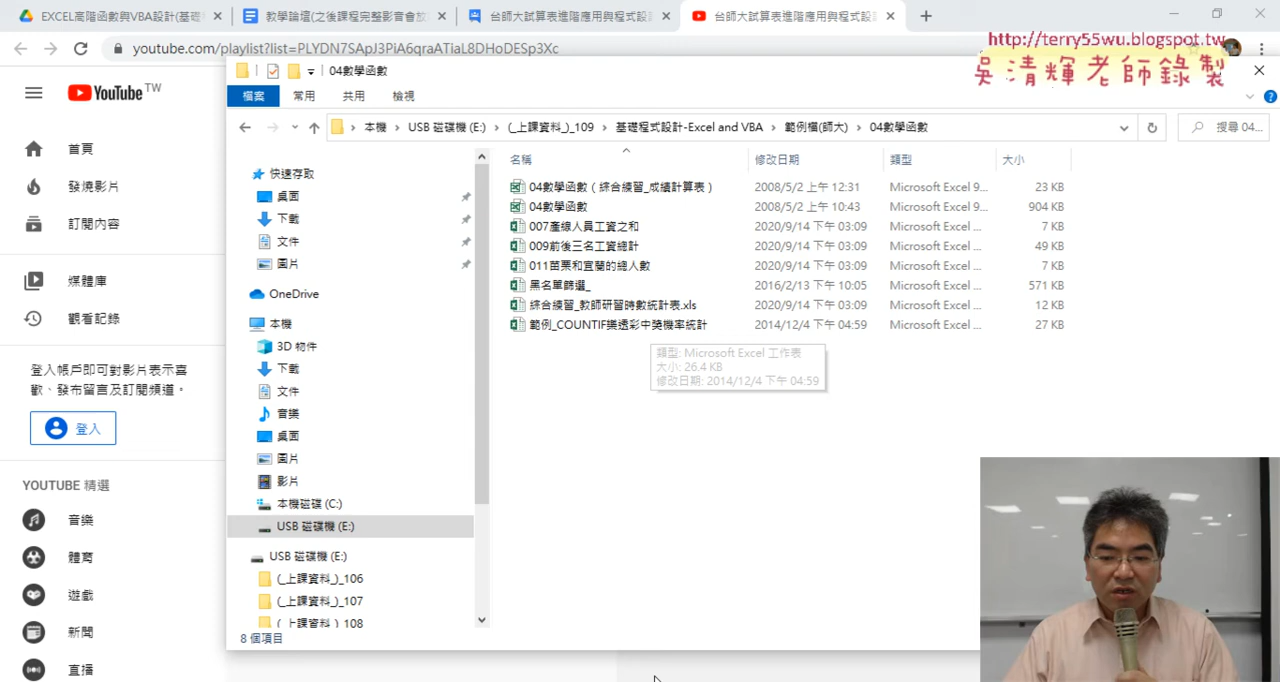 EXCEL高階函數與VBA設計(基礎
教學論壇(之後課程完整影音會放
台師大試算表進階應用與程式設
台師大試算表進階應用與程式設
youtube.com/playlist?list=PLYDN7SApJ3PiA6qraATiaL8DHoDESp3Xc
http://terry55wu.blogspot.tw
吳清輝老師錄製
YouTube TW
首頁
發燒影片
訂閱內容
媒體庫
觀看記錄
登入帳戶即可對影片表示喜
歡、發布留言及訂閱頻道。
登入
YOUTUBE 精選
音樂
體育
遊戲
新聞
直播
04數學函數
檔案
常用
共用
檢視
本機 > USB 磁碟機 (E:) > (_上課資料_)_109 > 基礎程式設計-Excel and VBA > 範例檔(師大) > 04數學函數
搜尋 04...
快速存取
桌面
下載
文件
圖片
OneDrive
本機
3D 物件
下載
文件
音樂
桌面
圖片
影片
本機磁碟 (C:)
USB 磁碟機 (E:)
USB 磁碟機 (E:)
(_上課資料_)_106
(_上課資料_)_107
(_上課資料_)_108
8 個項目
名稱 修改日期 類型 大小
04數學函數（綜合練習_成績計算表） 2008/5/2 上午 12:31 Microsoft Excel 9... 23 KB
04數學函數 2008/5/2 上午 10:43 Microsoft Excel 9... 904 KB
007產線人員工資之和 2020/9/14 下午 03:09 Microsoft Excel ... 7 KB
009前後三名工資總計 2020/9/14 下午 03:09 Microsoft Excel ... 49 KB
011苗栗和宜蘭的總人數 2020/9/14 下午 03:09 Microsoft Excel ... 7 KB
黑名單篩選_ 2016/2/13 下午 10:05 Microsoft Excel ... 571 KB
綜合練習_教師研習時數統計表.xls 2020/9/14 下午 03:09 Microsoft Excel ... 12 KB
範例_COUNTIF樂透彩中獎機率統計 2014/12/4 下午 04:59 Microsoft Excel ... 27 KB
類型: Microsoft Excel 工作表
大小: 26.4 KB
修改日期: 2014/12/4 下午 04:59